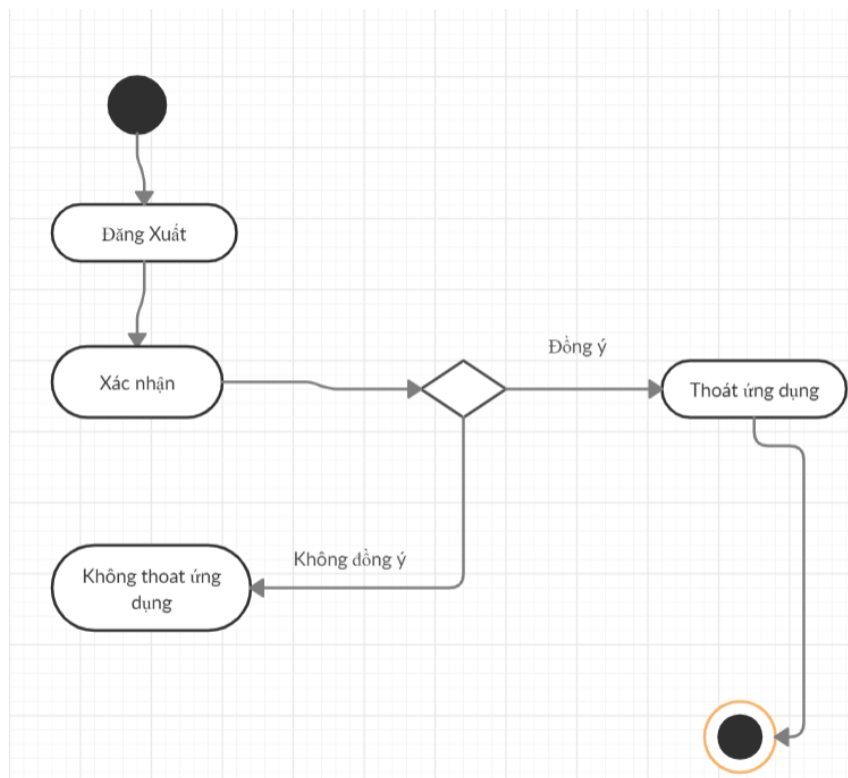 Đăng Xuất
Xác nhận
Đồng ý
Thoát ứng dụng
Không đồng ý
Không thoat ứng
dụng